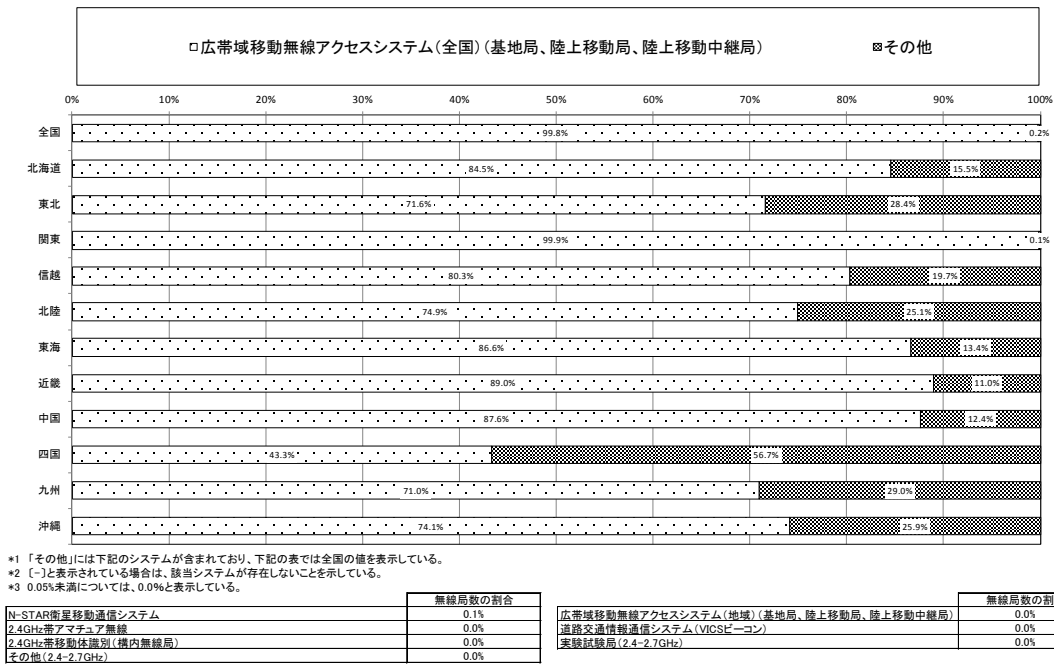 □広帯域移動無線アクセスシステム(全国)(基地局、陸上移動局、陸上移動中継局) その他
0% 10% 20% 30% 40% 50% 60% 70% 80% 90% 100%
全国 99.8% 0.2%
北海道 84.5% 15.5%
東北 71.6% 28.4%
関東 99.9% 0.1%
信越 80.3% 19.7%
北陸 74.9% 25.1%
東海 86.6% 13.4%
近畿 89.0% 11.0%
中国 87.6% 12.4%
四国 43.3% 56.7%
九州 71.0% 29.0%
沖縄 74.1% 25.9%
*1 「その他」には下記のシステムが含まれており、下記の表では全国の値を表示している。
*2 [-]と表示されている場合は、該当システムが存在しないことを示している。
*3 0.05%未満については、0.0%と表示している。
無線局数の割合
N-STAR衛星移動通信システム 0.1%
2.4GHz帯アマチュア無線 0.0%
2.4GHz帯移動体識別(構内無線局) 0.0%
その他(2.4-2.7GHz) 0.0%
無線局数の割
広帯域移動無線アクセスシステム(地域)(基地局、陸上移動局、陸上移動中継局) 0.0%
道路交通情報通信システム(VICSビーコン) 0.0%
実験試験局(2.4-2.7GHz) 0.0%